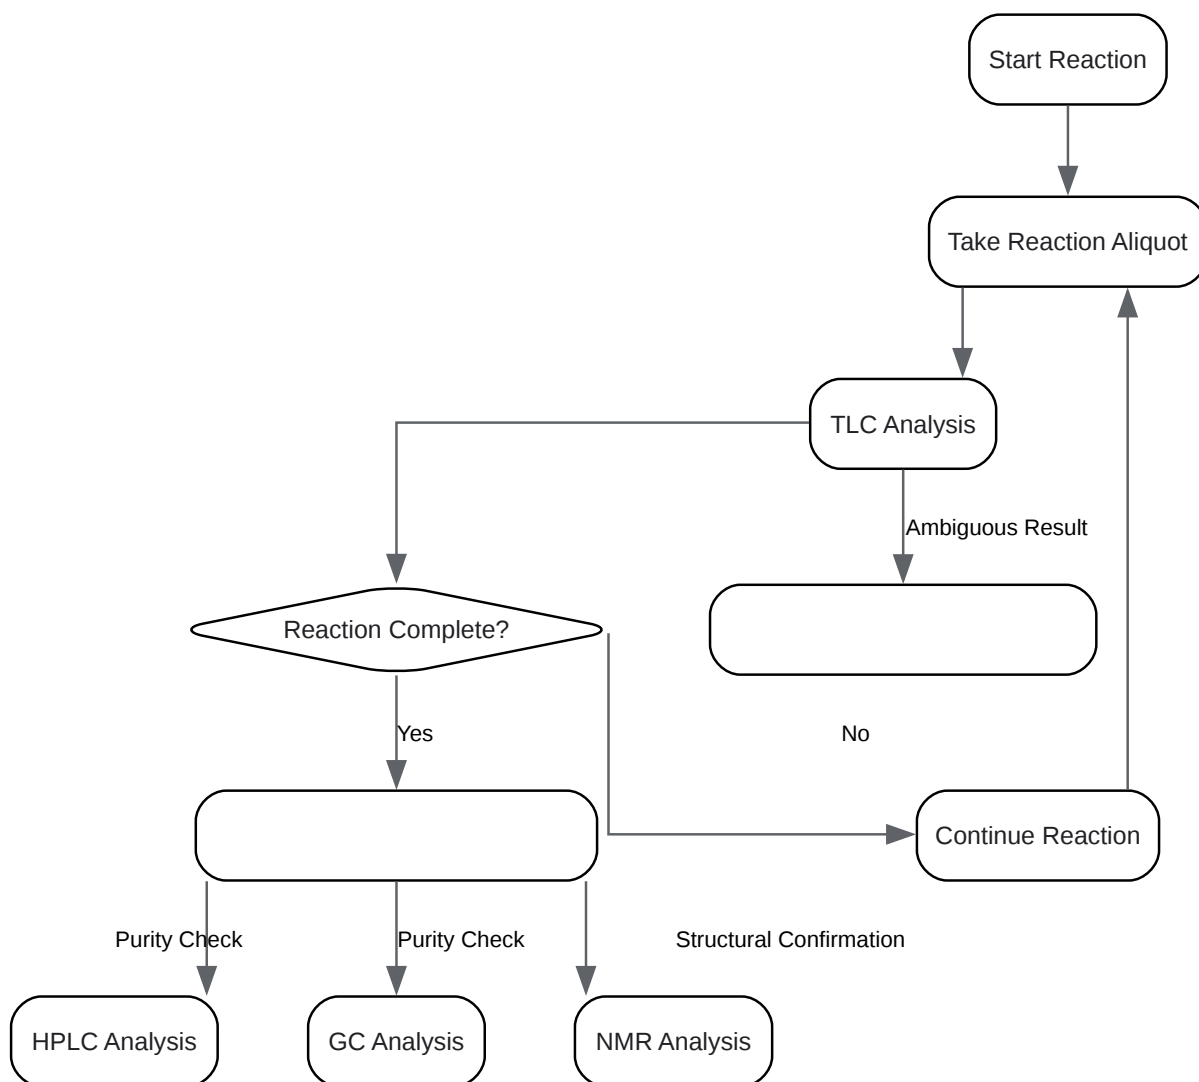 Start Reaction
Take Reaction Aliquot
TLC Analysis
Ambiguous Result
Reaction Complete?
Yes
No
Continue Reaction
Purity Check
Purity Check
Structural Confirmation
HPLC Analysis
GC Analysis
NMR Analysis